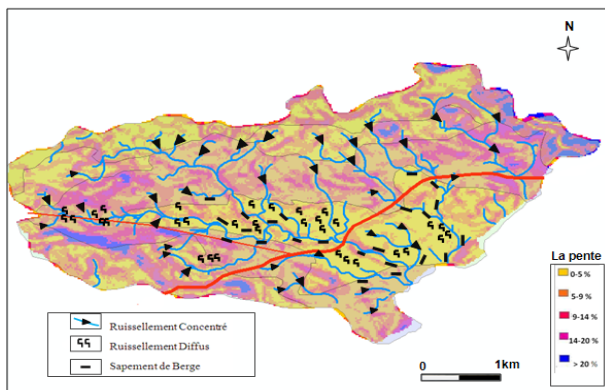 N
La pente
0-5 %
5-9 %
9-14 %
14-20 %
> 20 %
Ruissellement Concentré
Ruissellement Diffus
Sapement de Berge
0 1km